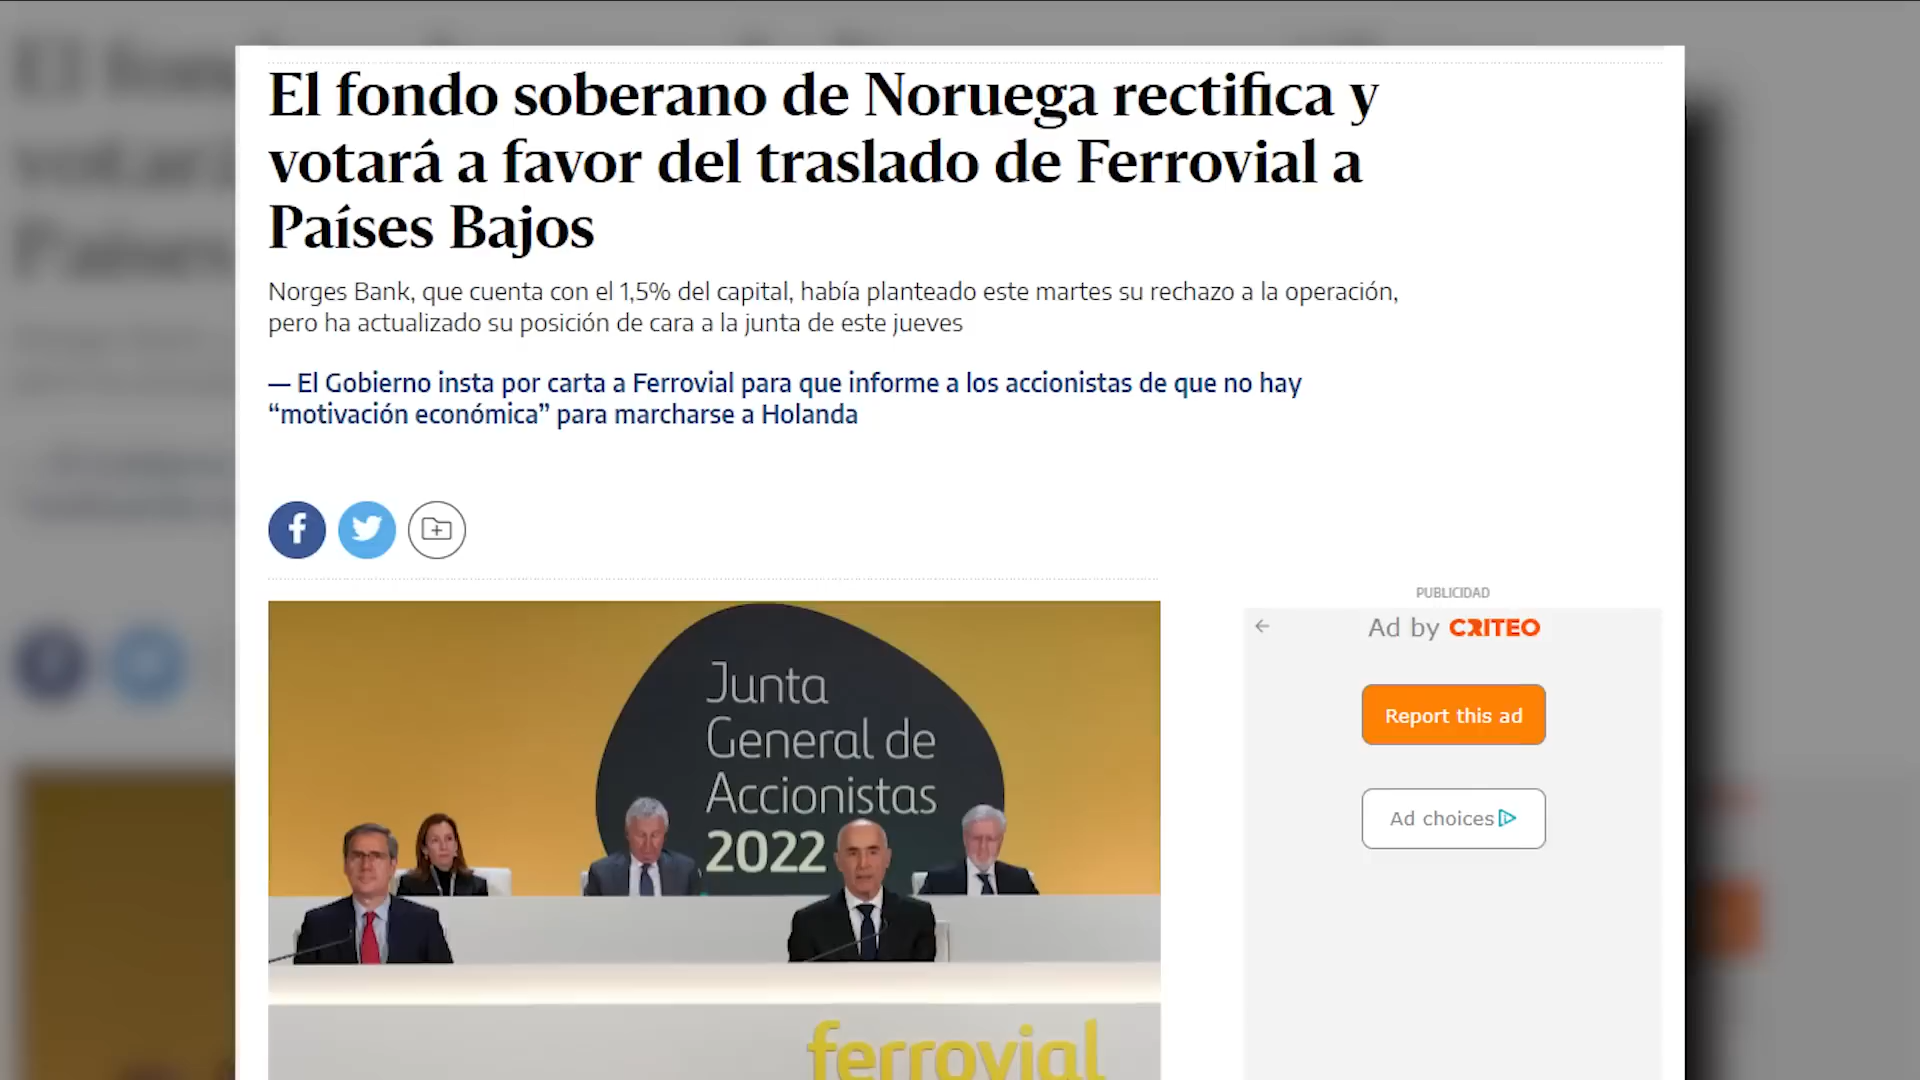 El fondo soberano de Noruega rectifica y
votará a favor del traslado de Ferrovial a
Países Bajos
Norges Bank, que cuenta con el 1,5% del capital, había planteado este martes su rechazo a la operación,
pero ha actualizado su posición de cara a la junta de este jueves
— El Gobierno insta por carta a Ferrovial para que informe a los accionistas de que no hay
“motivación económica” para marcharse a Holanda
PUBLICIDAD
Ad by CRITEO
Report this ad
Ad choices
Junta
General de
Accionistas
2022
ferrovial